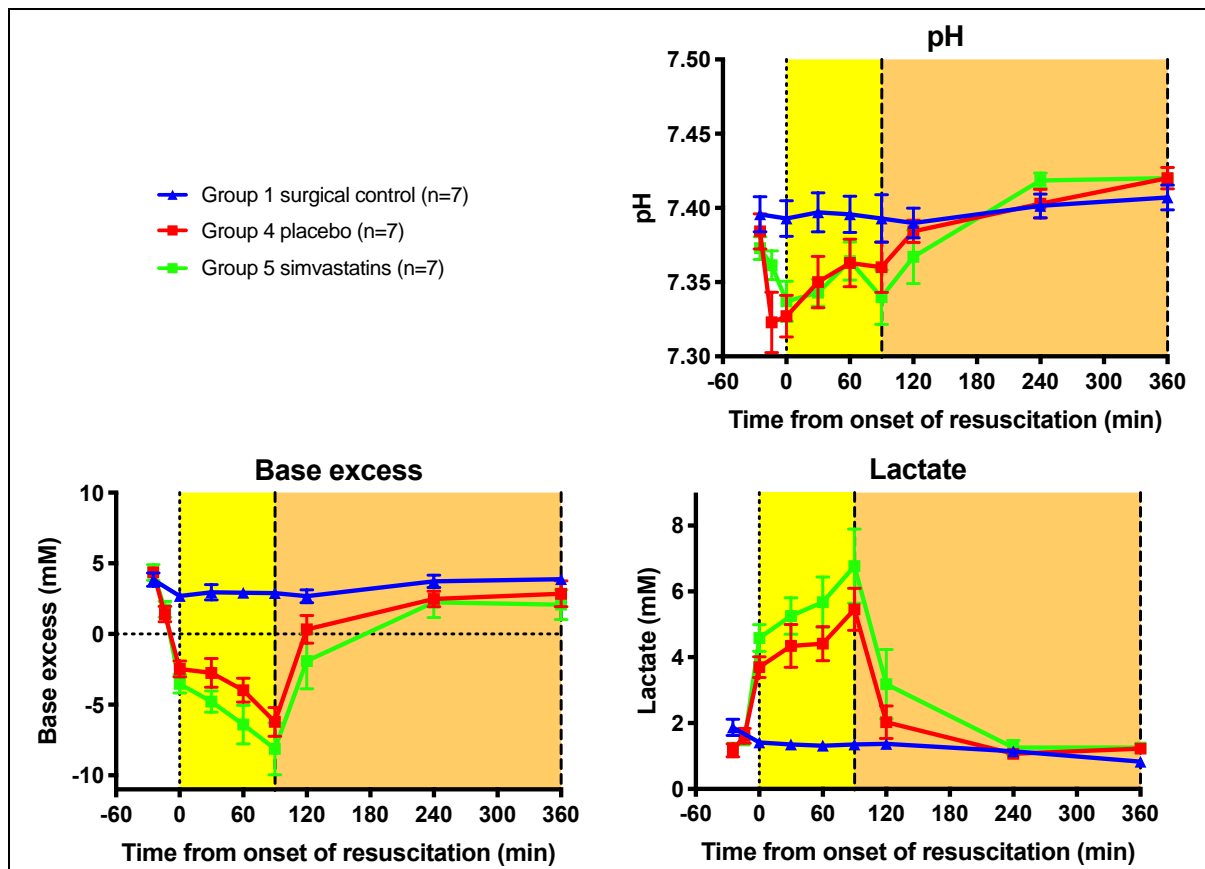 pH
7.50
7.45
7.40
7.35
7.30
pH
-60 0 60 120 180 240 300 360
Time from onset of resuscitation (min)
Group 1 surgical control (n=7)
Group 4 placebo (n=7)
Group 5 simvastatins (n=7)
Base excess
10
5
0
-5
-10
Base excess (mM)
-60 0 60 120 180 240 300 360
Time from onset of resuscitation (min)
Lactate
8
6
4
2
0
Lactate (mM)
-60 0 60 120 180 240 300 360
Time from onset of resuscitation (min)